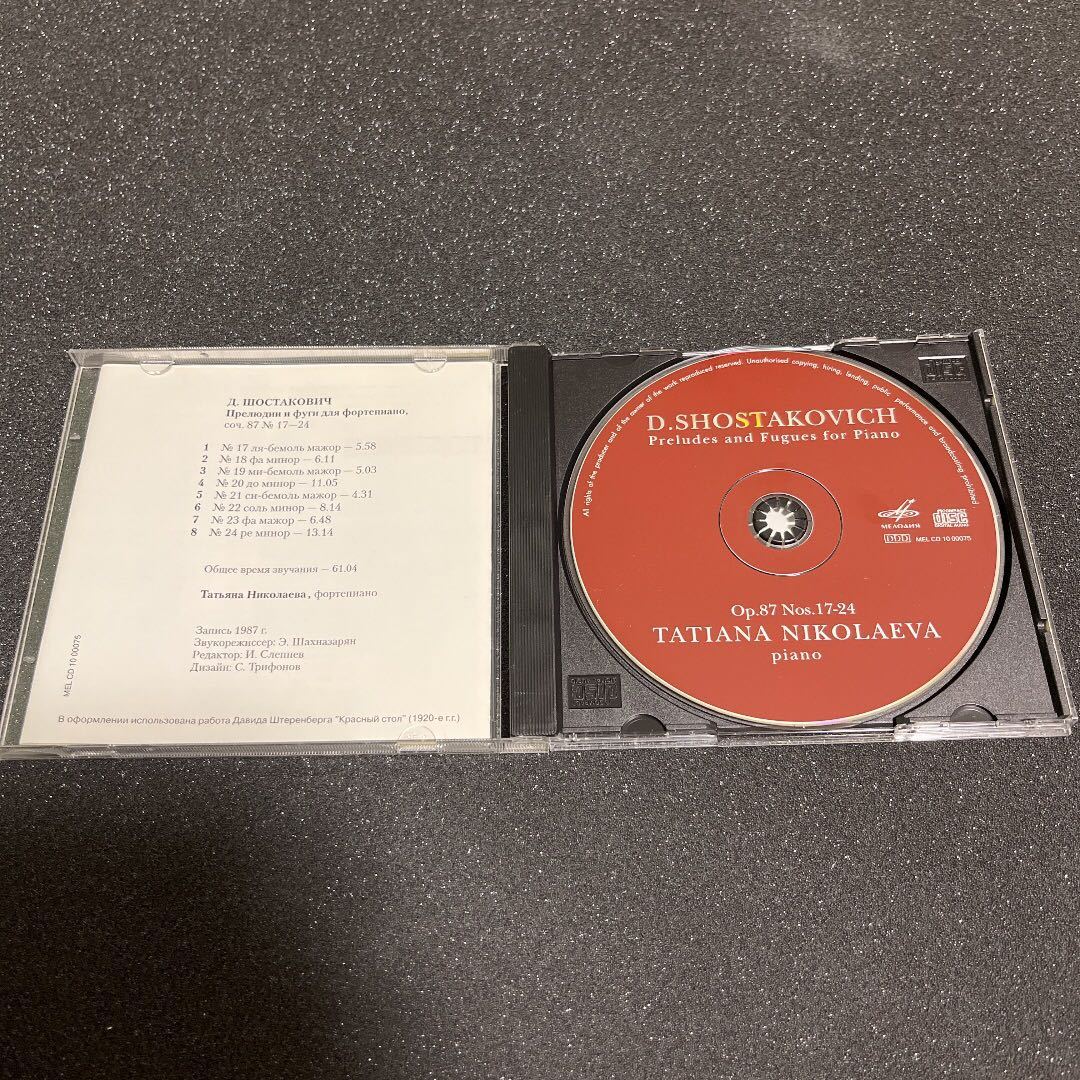 Д. ШОСТАКОВИЧ
Прелюдии и фуги для фортепиано,
соч. 87 № 17—24
1 № 17 ля-бемоль мажор — 5.58
2 № 18 фа минор — 6.11
3 № 19 ми-бемоль мажор — 5.03
4 № 20 до минор — 11.05
5 № 21 си-бемоль мажор — 4.31
6 № 22 соль минор — 8.14
7 № 23 фа мажор — 6.48
8 № 24 ре минор — 13.14
Общее время звучания — 61.04
Татьяна Николаева, фортепиано
Запись 1987 г.
Звукорежиссер: Э. Шахназарян
Редактор: И. Слепнев
Дизайн: С. Трифонов
MEL CD 10 00075
В оформлении использована работа Давида Штеренберга "Красный стол" (1920-е г.г.)
All rights of the producer and of the owner of the work reproduced reserved. Unauthorised copying, hiring, lending, public performance and broadcasting prohibited.
D.SHOSTAKOVICH
Preludes and Fugues for Piano
МЕЛОДИЯ
COMPACT
disc
DIGITAL AUDIO
DDD
MEL CD 10 00075
Op.87 Nos.17-24
TATIANA NIKOLAEVA
piano